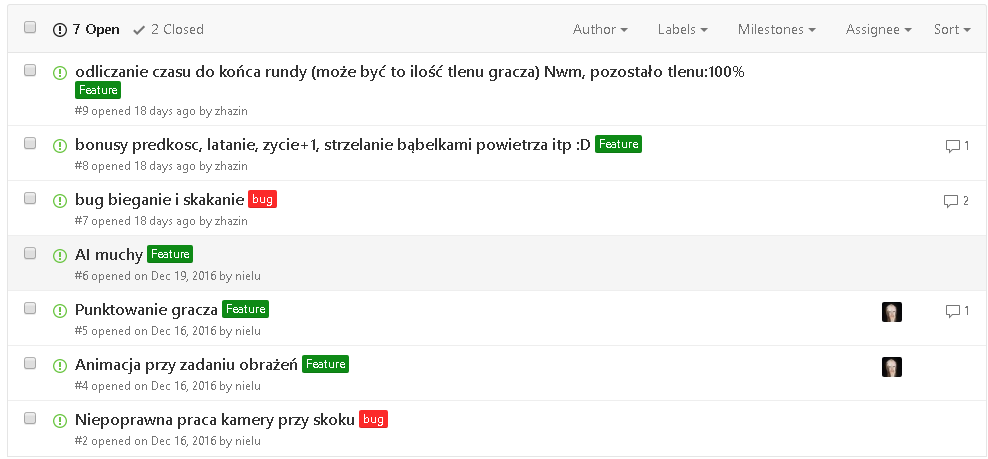 7 Open 2 Closed Author Labels Milestones Assignee Sort
odliczanie czasu do końca rundy (może być to ilość tlenu gracza) Nwm, pozostało tlenu:100%
Feature
#9 opened 18 days ago by zhazin
bonusy predkosc, latanie, zycie+1, strzelanie bąbelkami powietrza itp :D Feature 1
#8 opened 18 days ago by zhazin
bug bieganie i skakanie bug 2
#7 opened 18 days ago by zhazin
AI muchy Feature
#6 opened on Dec 19, 2016 by nielu
Punktowanie gracza Feature 1
#5 opened on Dec 16, 2016 by nielu
Animacja przy zadaniu obrażeń Feature
#4 opened on Dec 16, 2016 by nielu
Niepoprawna praca kamery przy skoku bug
#2 opened on Dec 16, 2016 by nielu